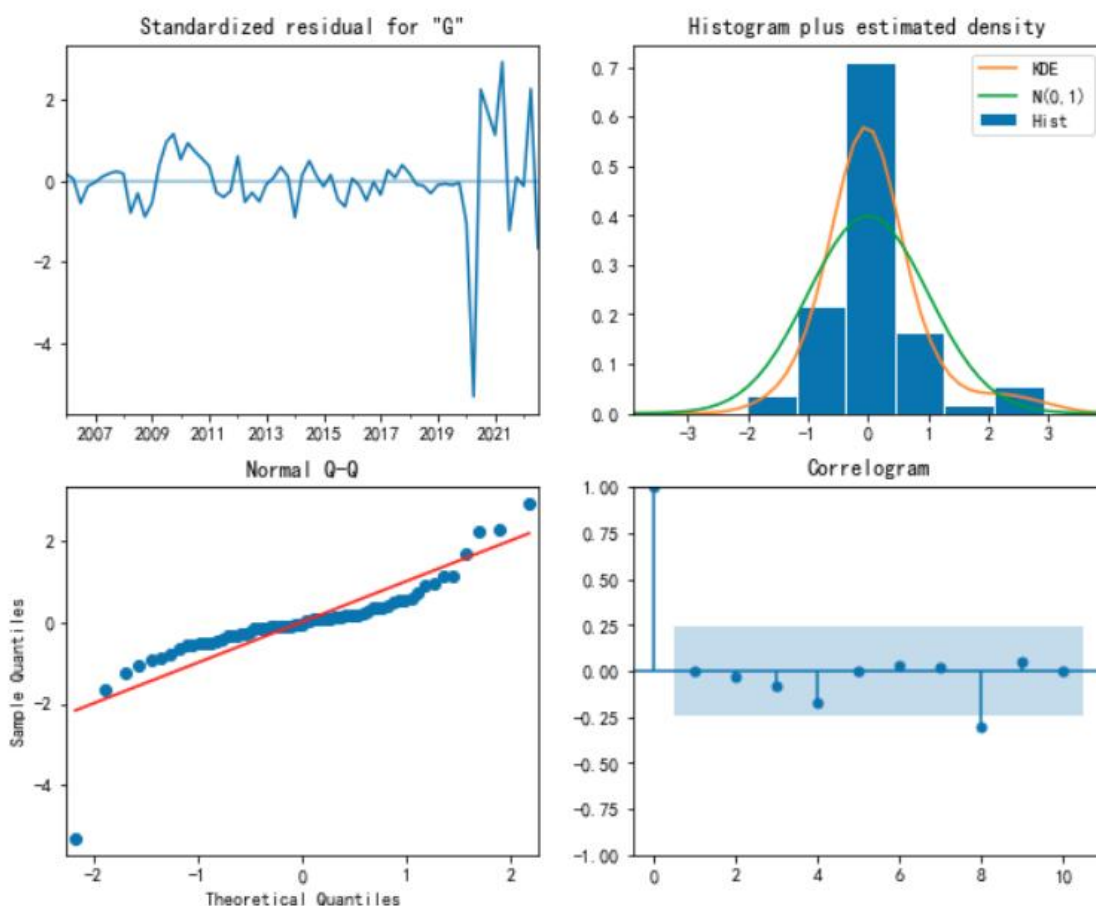 Standardized residual for "G"
2
0
-2
-4
2007 2009 2011 2013 2015 2017 2019 2021
Histogram plus estimated density
KDE
N(0,1)
Hist
0.7
0.6
0.5
0.4
0.3
0.2
0.1
0.0
-3 -2 -1 0 1 2 3
Normal Q-Q
Sample Quantiles
2
0
-2
-4
-2 -1 0 1 2
Theoretical Quantiles
Correlogram
1.00
0.75
0.50
0.25
0.00
-0.25
-0.50
-0.75
-1.00
0 2 4 6 8 10